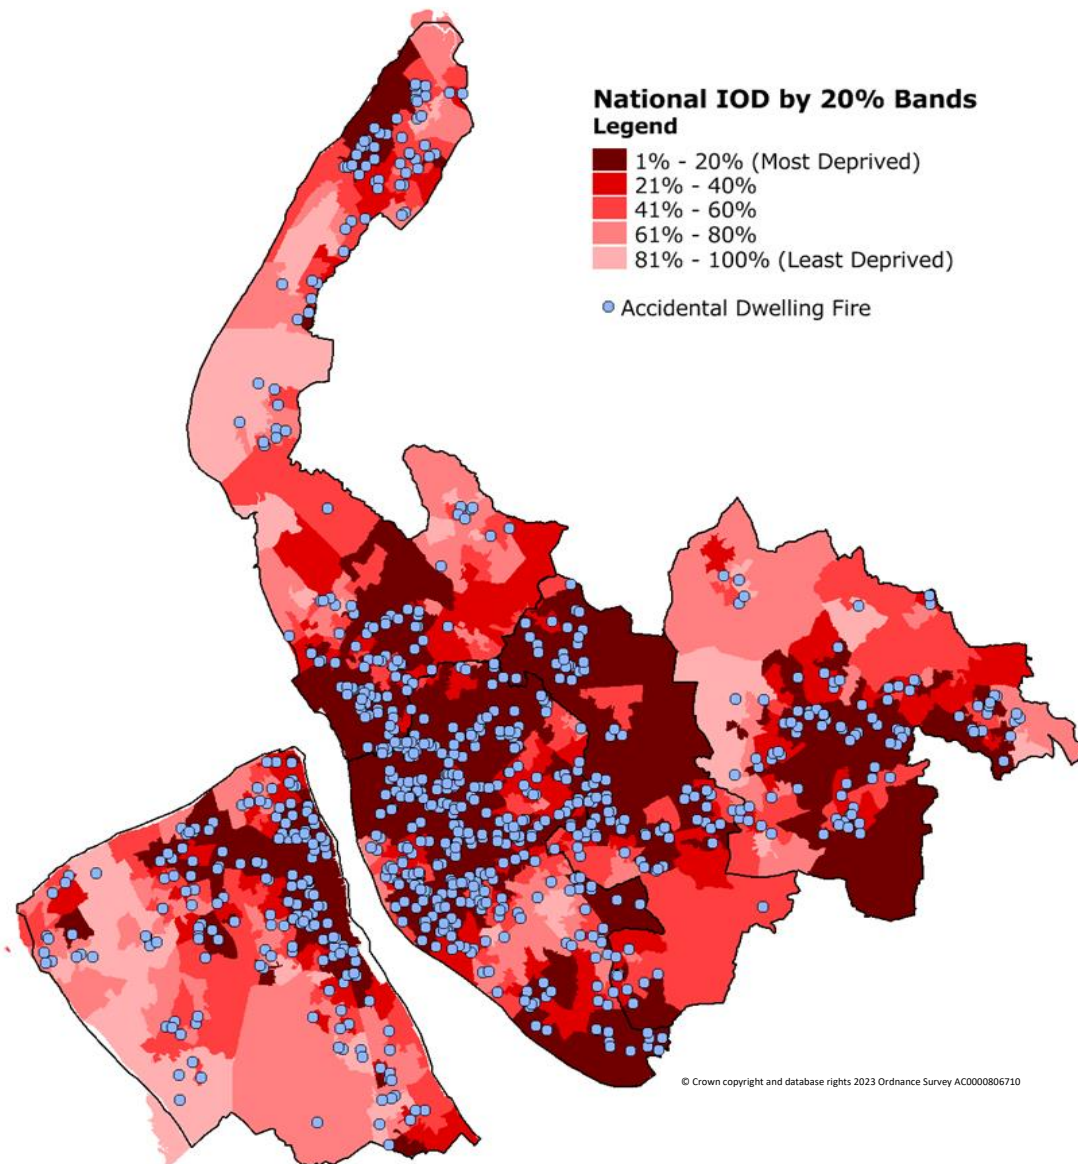 National IOD by 20% Bands
Legend
1% - 20% (Most Deprived)
21% - 40%
41% - 60%
61% - 80%
81% - 100% (Least Deprived)
Accidental Dwelling Fire
© Crown copyright and database rights 2023 Ordnance Survey AC0000806710